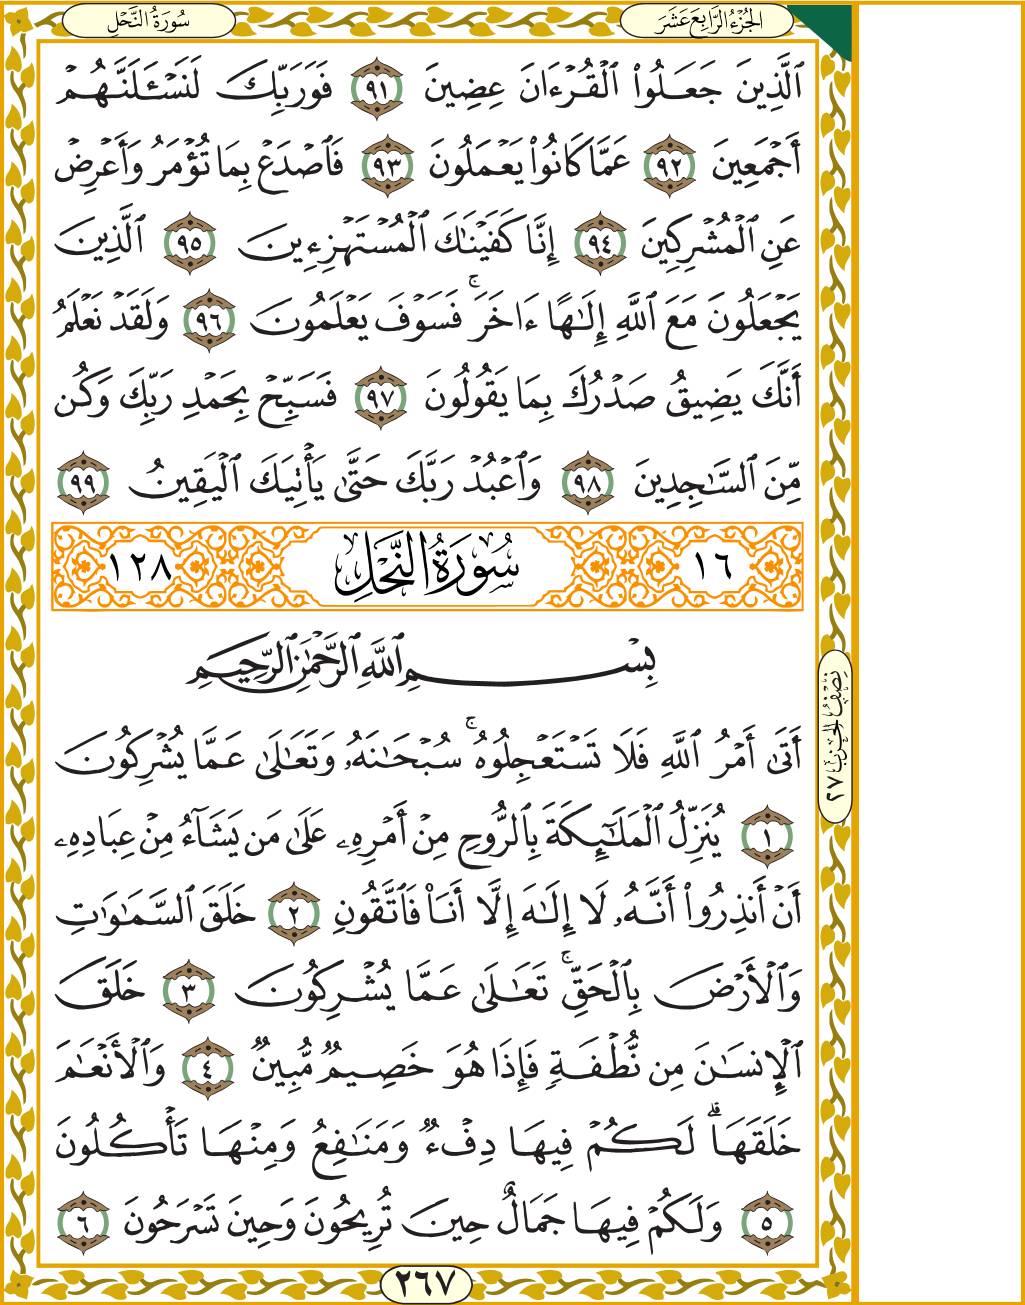 سُورَةُ النَّحْلِ
الجُزْءُ الرَّابِعَ عَشَرَ
ٱلَّذِينَ جَعَلُوا۟ ٱلْقُرْءَانَ عِضِينَ ٩١ فَوَرَبِّكَ لَنَسْـَٔلَنَّهُمْ
أَجْمَعِينَ ٩٢ عَمَّا كَانُوا۟ يَعْمَلُونَ ٩٣ فَٱصْدَعْ بِمَا تُؤْمَرُ وَأَعْرِضْ
عَنِ ٱلْمُشْرِكِينَ ٩٤ إِنَّا كَفَيْنَـٰكَ ٱلْمُسْتَهْزِءِينَ ٩٥ ٱلَّذِينَ
يَجْعَلُونَ مَعَ ٱللَّهِ إِلَـٰهًا ءَاخَرَ ۚ فَسَوْفَ يَعْلَمُونَ ٩٦ وَلَقَدْ نَعْلَمُ
أَنَّكَ يَضِيقُ صَدْرُكَ بِمَا يَقُولُونَ ٩٧ فَسَبِّحْ بِحَمْدِ رَبِّكَ وَكُن
مِّنَ ٱلسَّـٰجِدِينَ ٩٨ وَٱعْبُدْ رَبَّكَ حَتَّىٰ يَأْتِيَكَ ٱلْيَقِينُ ٩٩
١٦ سُورَةُ النَّحْلِ ١٢٨
بِسْمِ ٱللَّهِ ٱلرَّحْمَـٰنِ ٱلرَّحِيمِ
أَتَىٰٓ أَمْرُ ٱللَّهِ فَلَا تَسْتَعْجِلُوهُ ۚ سُبْحَـٰنَهُۥ وَتَعَـٰلَىٰ عَمَّا يُشْرِكُونَ
١ يُنَزِّلُ ٱلْمَلَـٰٓئِكَةَ بِٱلرُّوحِ مِنْ أَمْرِهِۦ عَلَىٰ مَن يَشَآءُ مِنْ عِبَادِهِۦٓ
أَنْ أَنذِرُوٓا۟ أَنَّهُۥ لَآ إِلَـٰهَ إِلَّآ أَنَا۠ فَٱتَّقُونِ ٢ خَلَقَ ٱلسَّمَـٰوَٰتِ
وَٱلْأَرْضَ بِٱلْحَقِّ ۚ تَعَـٰلَىٰ عَمَّا يُشْرِكُونَ ٣ خَلَقَ
ٱلْإِنسَـٰنَ مِن نُّطْفَةٍ فَإِذَا هُوَ خَصِيمٌ مُّبِينٌ ٤ وَٱلْأَنْعَـٰمَ
خَلَقَهَا ۗ لَكُمْ فِيهَا دِفْءٌ وَمَنَـٰفِعُ وَمِنْهَا تَأْكُلُونَ
٥ وَلَكُمْ فِيهَا جَمَالٌ حِينَ تُرِيحُونَ وَحِينَ تَسْرَحُونَ ٦
نِصْفُ الحِزْبِ ٢٧
٢٦٧